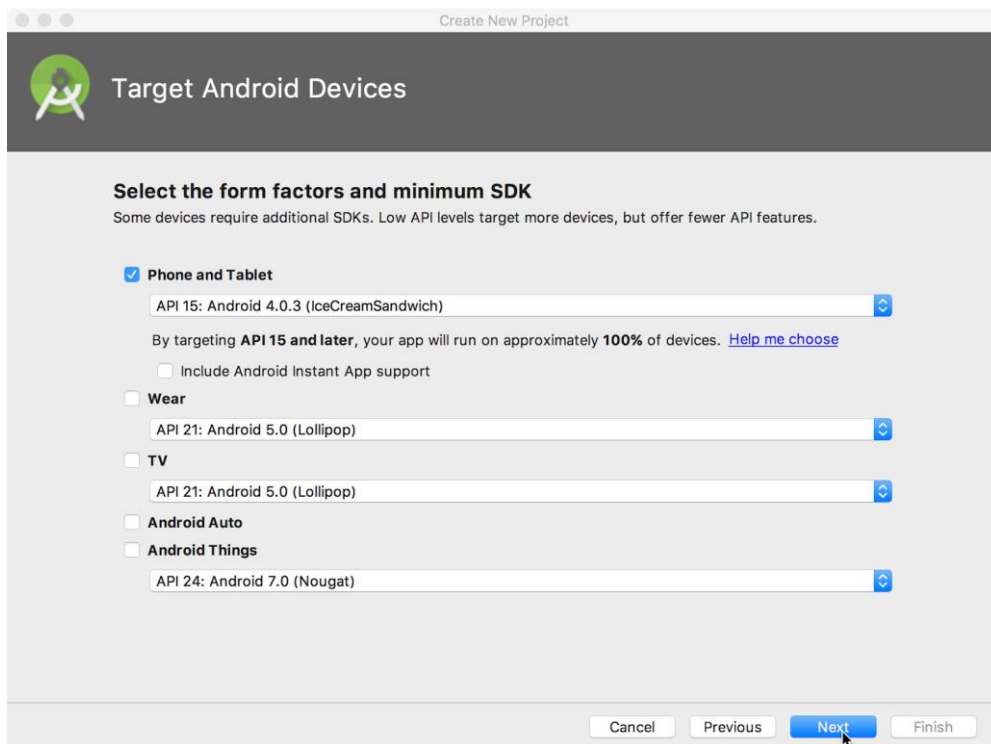 Create New Project
Target Android Devices
Select the form factors and minimum SDK
Some devices require additional SDKs. Low API levels target more devices, but offer fewer API features.
Phone and Tablet
API 15: Android 4.0.3 (IceCreamSandwich)
By targeting API 15 and later, your app will run on approximately 100% of devices. Help me choose
Include Android Instant App support
Wear
API 21: Android 5.0 (Lollipop)
TV
API 21: Android 5.0 (Lollipop)
Android Auto
Android Things
API 24: Android 7.0 (Nougat)
Cancel Previous Next Finish